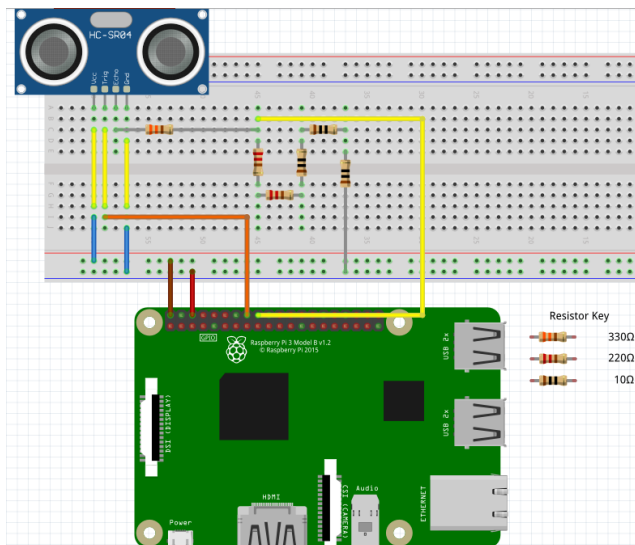 HC-SR04
Vcc
Trig
Echo
Gnd
GPIO
Raspberry Pi 3 Model B v1.2
© Raspberry Pi 2015
Resistor Key
330Ω
220Ω
10Ω
USB 2x
USB 2x
DSI (DISPLAY)
Power
HDMI
CSI (CAMERA)
Audio
ETHERNET